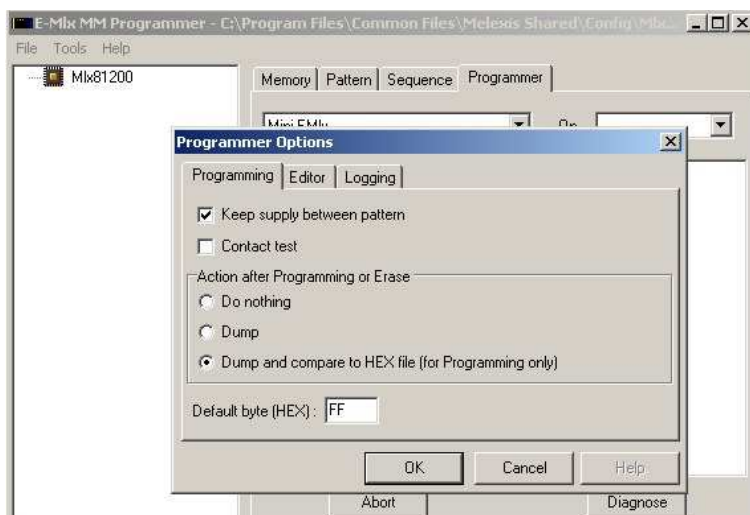 E-Mlx MM Programmer - C:\Program Files\Common Files\Melexis Shared\Config\Mlx...
File Tools Help
Mlx81200
Memory Pattern Sequence Programmer
Mini EMlx On
Programmer Options
Programming Editor Logging
Keep supply between pattern
Contact test
Action after Programming or Erase
Do nothing
Dump
Dump and compare to HEX file (for Programming only)
Default byte (HEX) : FF
OK Cancel Help
Abort Diagnose